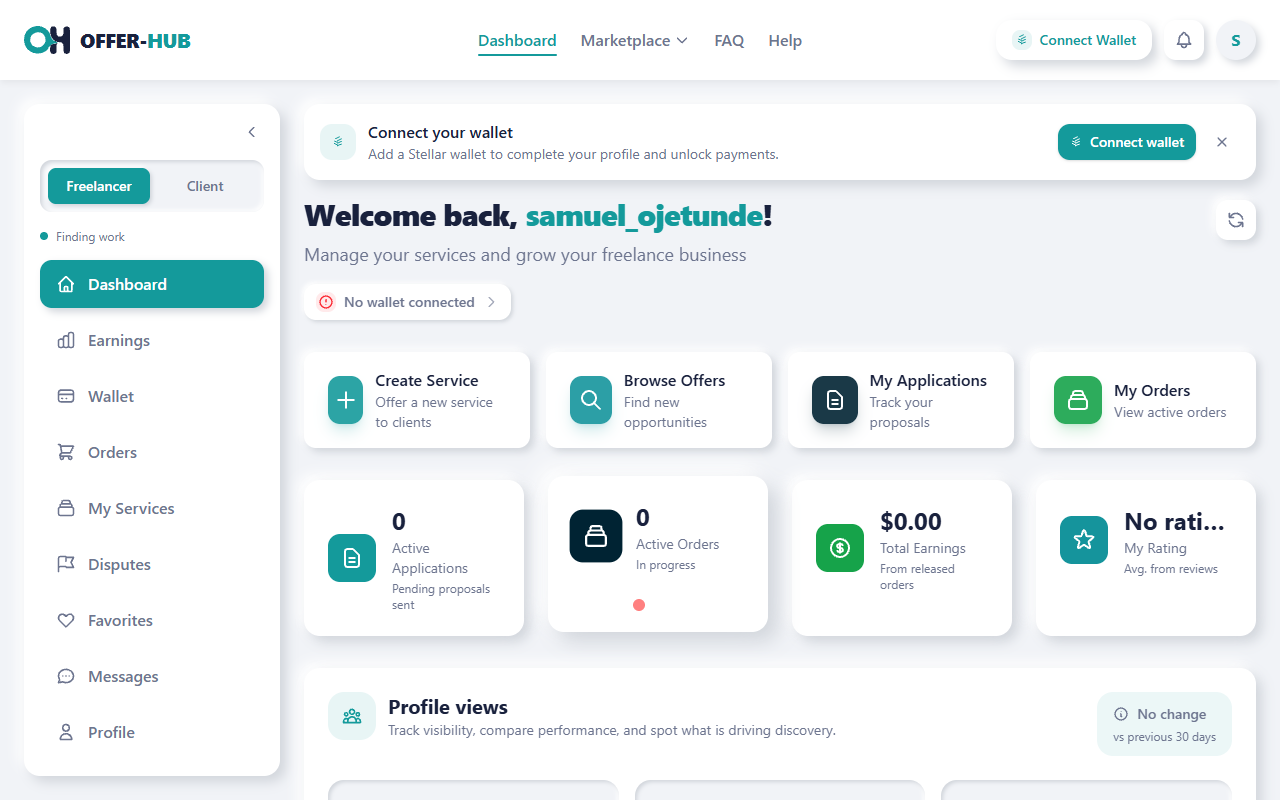 OFFER-HUB
Dashboard
Marketplace
FAQ
Help
Connect Wallet
S
Freelancer
Client
Finding work
Dashboard
Earnings
Wallet
Orders
My Services
Disputes
Favorites
Messages
Profile
Connect your wallet
Add a Stellar wallet to complete your profile and unlock payments.
Connect wallet
Welcome back, samuel_ojetunde!
Manage your services and grow your freelance business
No wallet connected
Create Service
Offer a new service
to clients
Browse Offers
Find new
opportunities
My Applications
Track your
proposals
My Orders
View active orders
0
Active
Applications
Pending proposals
sent
0
Active Orders
In progress
$0.00
Total Earnings
From released
orders
No rati...
My Rating
Avg. from reviews
Profile views
Track visibility, compare performance, and spot what is driving discovery.
No change
vs previous 30 days